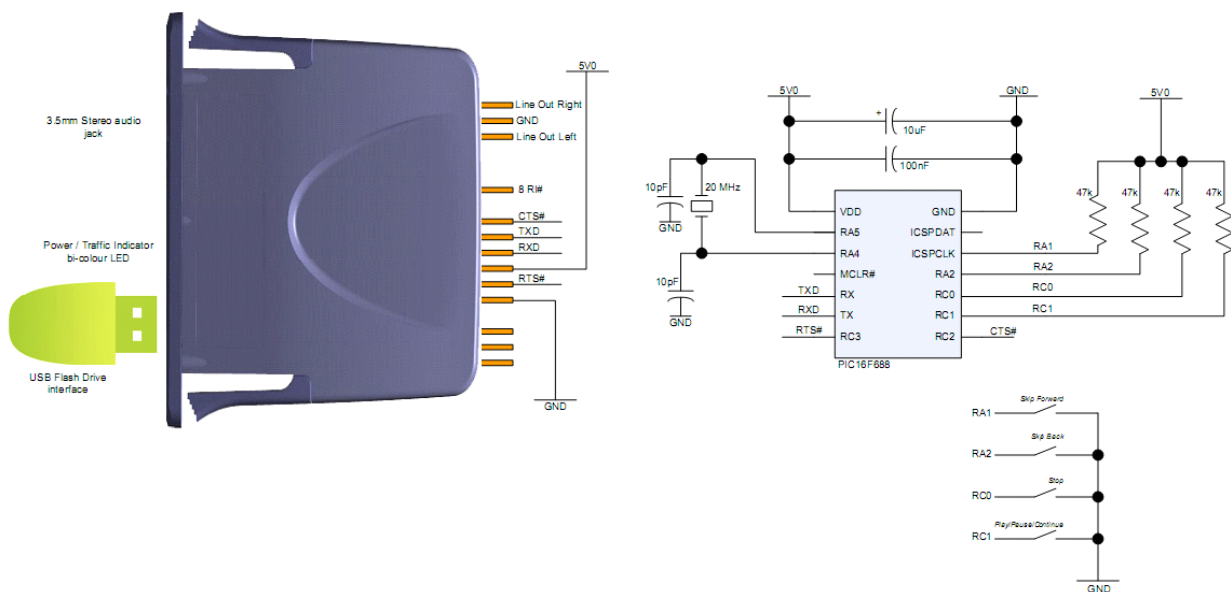 3.5mm Stereo audio
jack
Power / Traffic Indicator
bi-colour LED
USB Flash Drive
interface
5V0
Line Out Right
GND
Line Out Left
8 RI#
CTS#
TXD
RXD
RTS#
GND
5V0
GND
5V0
+
10uF
100nF
10pF
20 MHz
GND
10pF
GND
47k
47k
47k
47k
VDD
GND
RA5
ICSPDAT
RA4
ICSPCLK
RA1
MCLR#
RA2
RA2
TXD
RX
RC0
RC0
RXD
TX
RC1
RC1
RTS#
RC3
RC2
CTS#
PIC16F688
RA1
Skip Forward
RA2
Skip Back
RC0
Stop
RC1
Play/Pause/Continue
GND